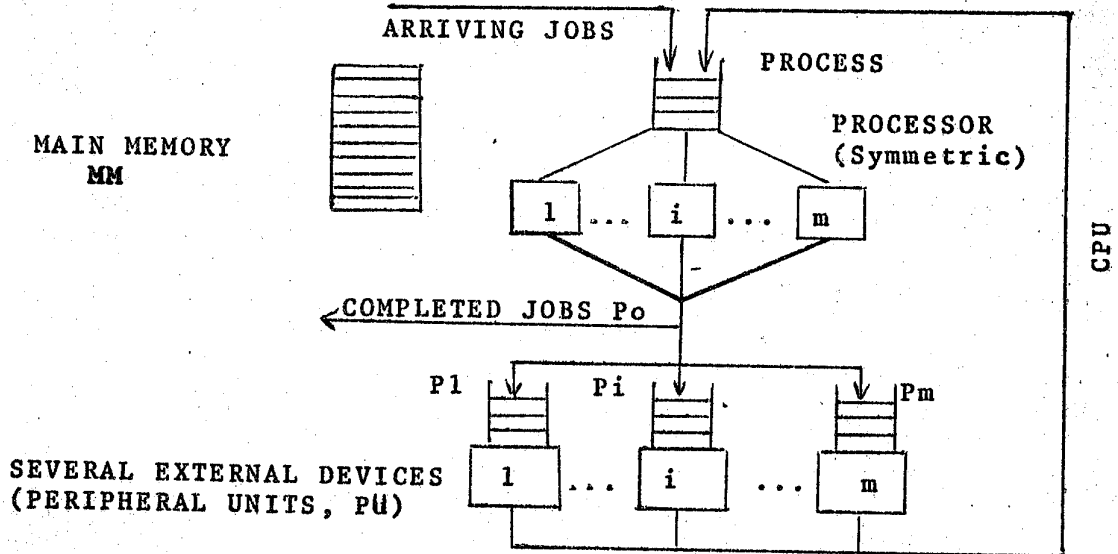 ARRIVING JOBS
PROCESS
MAIN MEMORY
MM
PROCESSOR
(Symmetric)
1 ... i ... m
CPU
COMPLETED JOBS Po
P1 Pi Pm
SEVERAL EXTERNAL DEVICES
(PERIPHERAL UNITS, PU)
1 ... i ... m